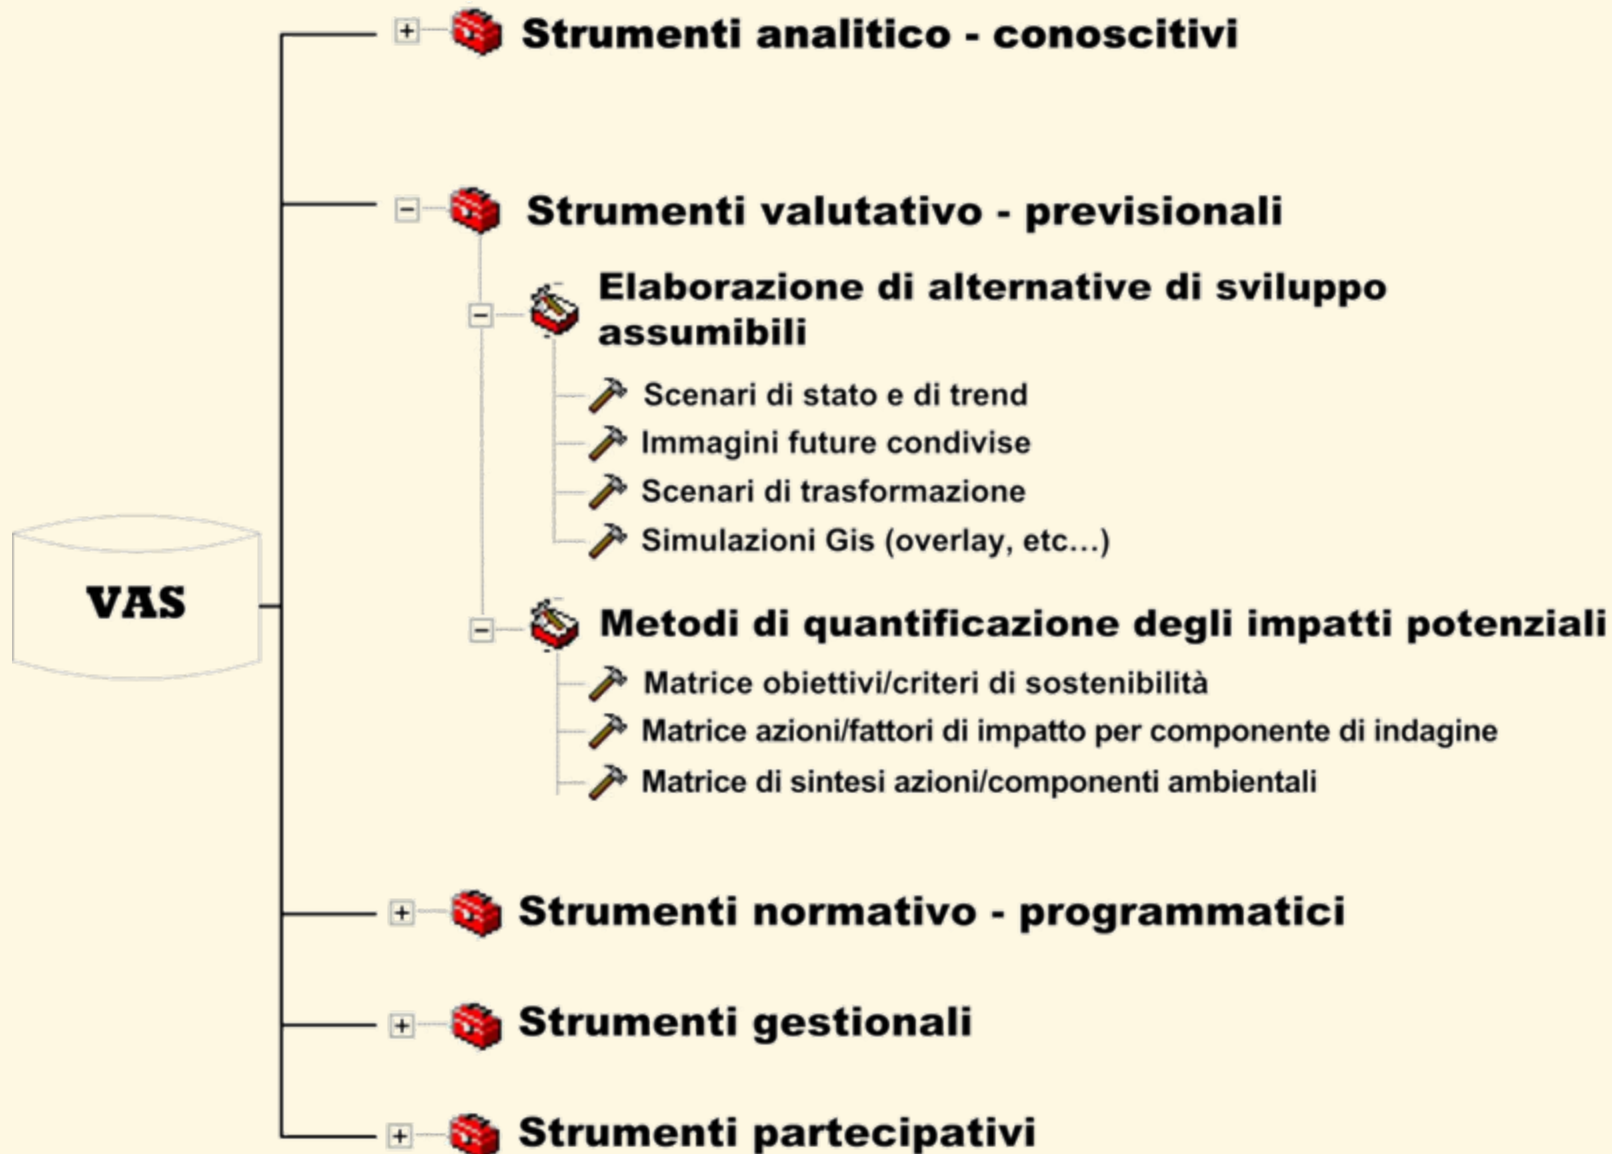 Strumenti analitico - conoscitivi
Strumenti valutativo - previsionali
Elaborazione di alternative di sviluppo
assumibili
Scenari di stato e di trend
Immagini future condivise
Scenari di trasformazione
Simulazioni Gis (overlay, etc...)
VAS
Metodi di quantificazione degli impatti potenziali
Matrice obiettivi/criteri di sostenibilità
Matrice azioni/fattori di impatto per componente di indagine
Matrice di sintesi azioni/componenti ambientali
Strumenti normativo - programmatici
Strumenti gestionali
Strumenti partecipativi